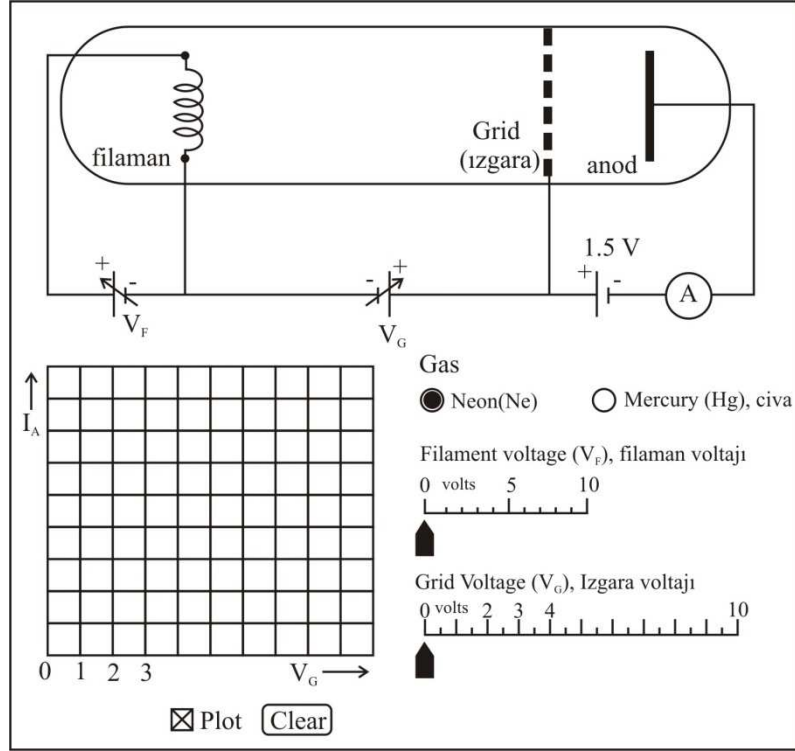 filaman
Grid
(ızgara)
anod
1.5 V
+ -
V_F
- +
V_G
+ -
A
I_A
0 1 2 3 V_G
Plot Clear
Gas
Neon(Ne) Mercury (Hg), civa
Filament voltage (V_F), filaman voltajı
0 volts 5 10
Grid Voltage (V_G), Izgara voltajı
0 volts 2 3 4 10